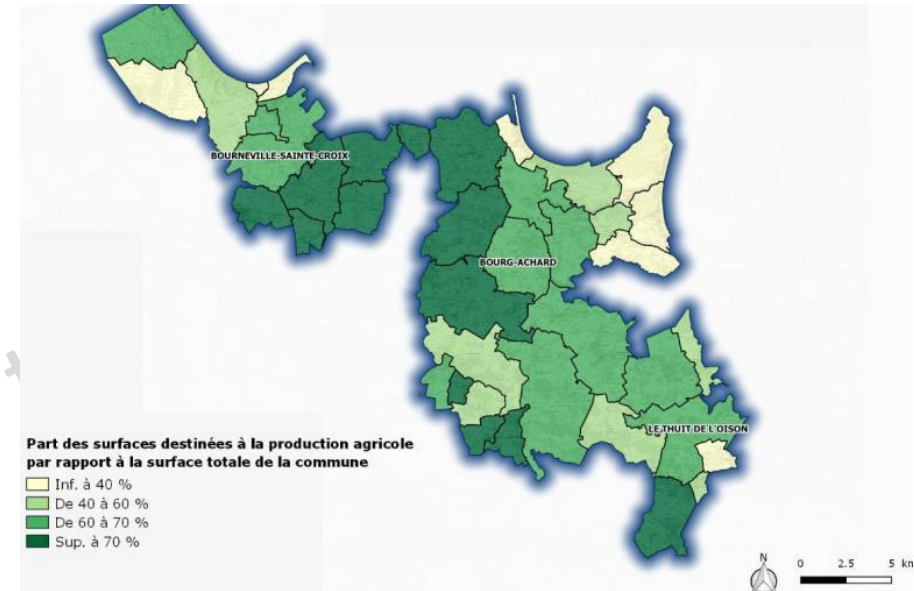 BOURNEVILLE-SAINTE-CROIX
BOURG-ACHARD
LE THUIT DE L'OISON
Part des surfaces destinées à la production agricole
par rapport à la surface totale de la commune
Inf. à 40 %
De 40 à 60 %
De 60 à 70 %
Sup. à 70 %
N
0 2.5 5 km